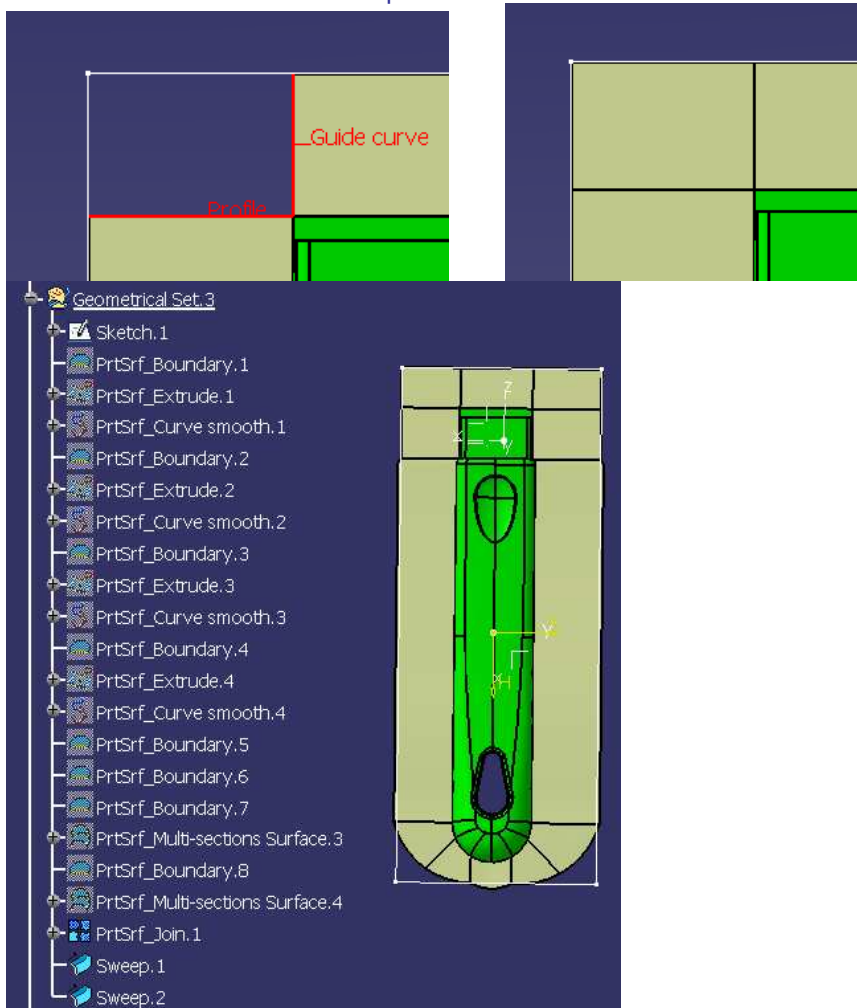 Guide curve
Profile
Geometrical Set.3
Sketch.1
PrtSrf_Boundary.1
PrtSrf_Extrude.1
PrtSrf_Curve smooth.1
PrtSrf_Boundary.2
PrtSrf_Extrude.2
PrtSrf_Curve smooth.2
PrtSrf_Boundary.3
PrtSrf_Extrude.3
PrtSrf_Curve smooth.3
PrtSrf_Boundary.4
PrtSrf_Extrude.4
PrtSrf_Curve smooth.4
PrtSrf_Boundary.5
PrtSrf_Boundary.6
PrtSrf_Boundary.7
PrtSrf_Multi-sections Surface.3
PrtSrf_Boundary.8
PrtSrf_Multi-sections Surface.4
PrtSrf_Join.1
Sweep.1
Sweep.2
z
x
y
y
H